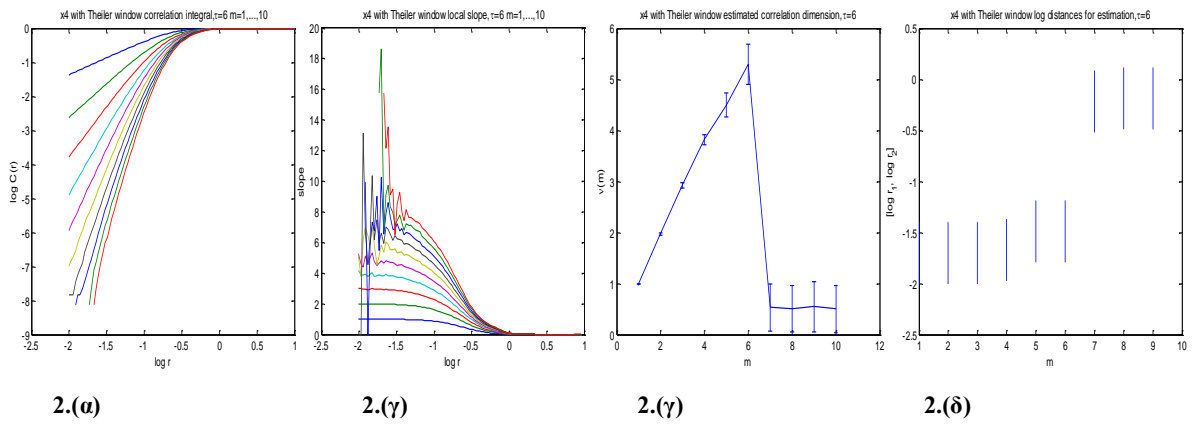 x4 with Theiler window correlation integral,τ=6 m=1,...,10
0
-1
-2
-3
-4
-5
-6
-7
-8
-9
log C(r)
-2.5 -2 -1.5 -1 -0.5 0 0.5 1
log r
2.(α)
x4 with Theiler window local slope, τ=6 m=1,...,10
20
18
16
14
12
10
8
6
4
2
0
slope
-2.5 -2 -1.5 -1 -0.5 0 0.5 1
log r
2.(γ)
x4 with Theiler window estimated correlation dimension,τ=6
6
5
4
3
2
1
0
ν(m)
0 2 4 6 8 10 12
m
2.(γ)
x4 with Theiler window log distances for estimation,τ=6
0.5
0
-0.5
-1
-1.5
-2
-2.5
[log r1, log r2]
1 2 3 4 5 6 7 8 9 10
m
2.(δ)